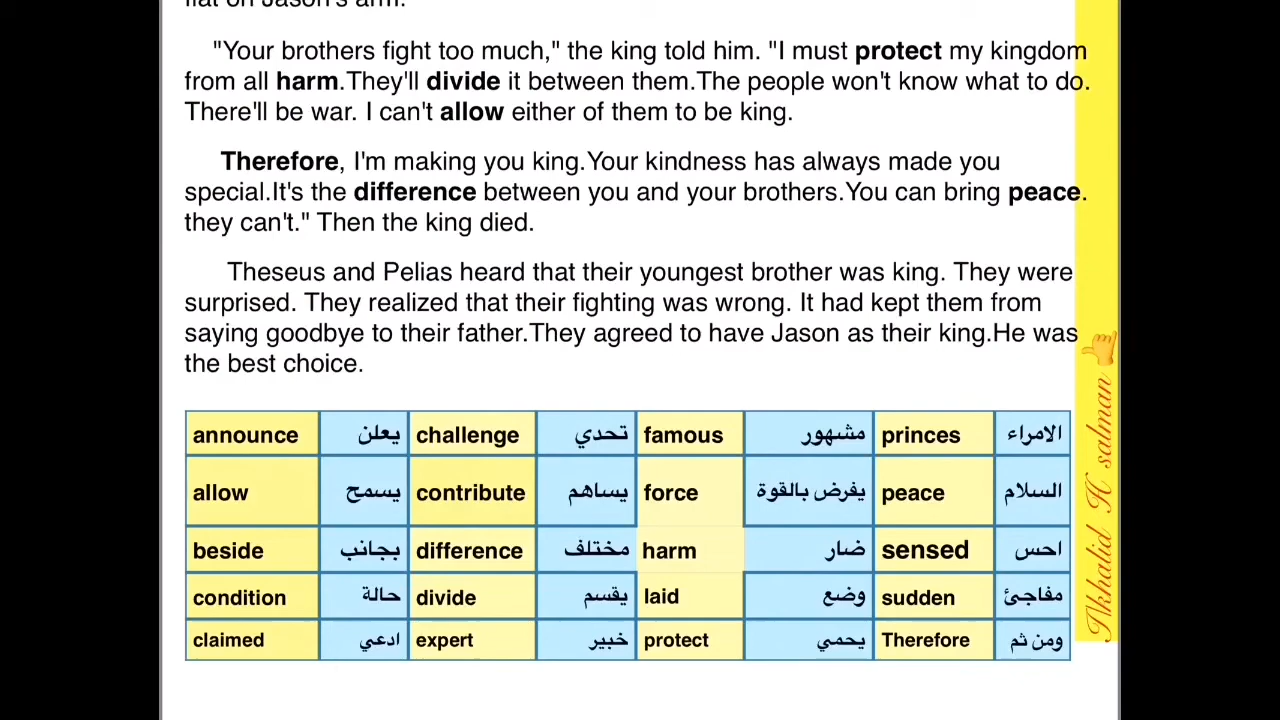 flat on Jason's arm.
"Your brothers fight too much," the king told him. "I must protect my kingdom
from all harm.They'll divide it between them.The people won't know what to do.
There'll be war. I can't allow either of them to be king.
Therefore, I'm making you king.Your kindness has always made you
special.It's the difference between you and your brothers.You can bring peace.
they can't." Then the king died.
Theseus and Pelias heard that their youngest brother was king. They were
surprised. They realized that their fighting was wrong. It had kept them from
saying goodbye to their father.They agreed to have Jason as their king.He was
the best choice.
announce يعلن challenge تحدي famous مشهور princes الامراء
allow يسمح contribute يساهم force يفرض بالقوة peace السلام
beside بجانب difference مختلف harm ضار sensed احس
condition حالة divide يقسم laid وضع sudden مفاجئ
claimed ادعي expert خبير protect يحمي Therefore ومن ثم
H salman